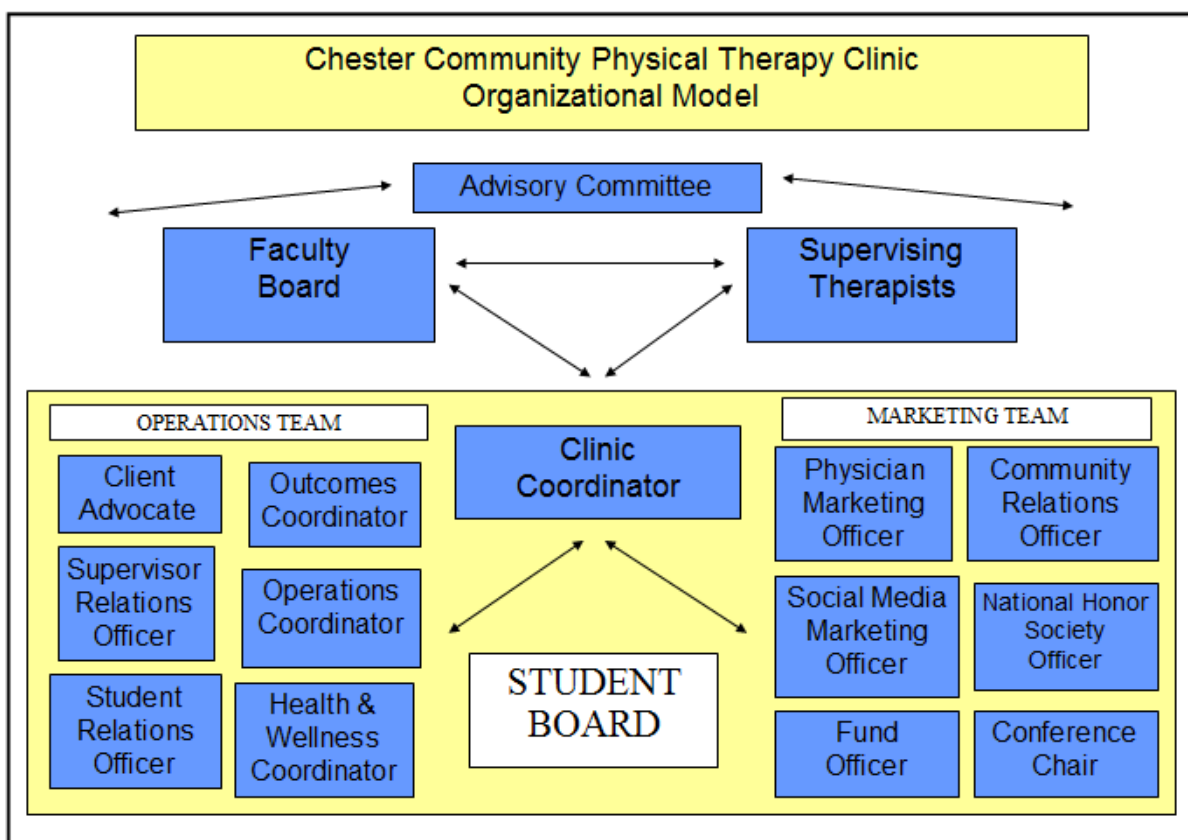 Chester Community Physical Therapy Clinic
Organizational Model
Advisory Committee
Faculty
Board
Supervising
Therapists
OPERATIONS TEAM
Client
Advocate
Outcomes
Coordinator
Supervisor
Relations
Officer
Operations
Coordinator
Student
Relations
Officer
Health &
Wellness
Coordinator
Clinic
Coordinator
STUDENT
BOARD
MARKETING TEAM
Physician
Marketing
Officer
Community
Relations
Officer
Social Media
Marketing
Officer
National Honor
Society
Officer
Fund
Officer
Conference
Chair